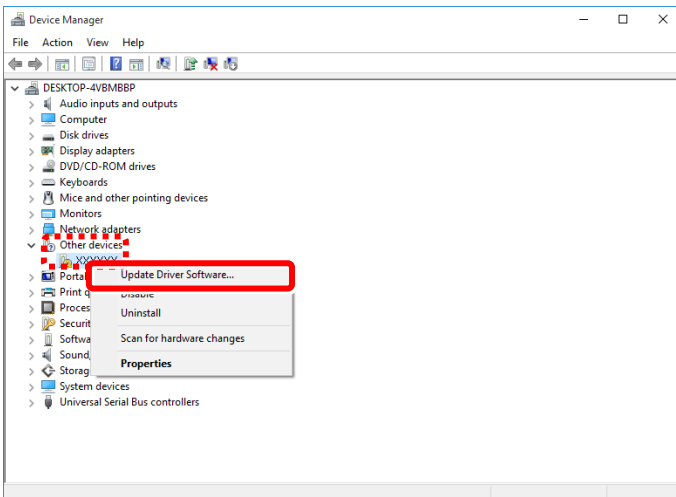 Device Manager
File Action View Help
DESKTOP-4VBMBBP
Audio inputs and outputs
Computer
Disk drives
Display adapters
DVD/CD-ROM drives
Keyboards
Mice and other pointing devices
Monitors
Network adapters
Other devices
XXXXXX
Update Driver Software...
Disable
Uninstall
Scan for hardware changes
Properties
Porta
Print q
Proces
Securit
Softwa
Sound,
Storag
System devices
Universal Serial Bus controllers